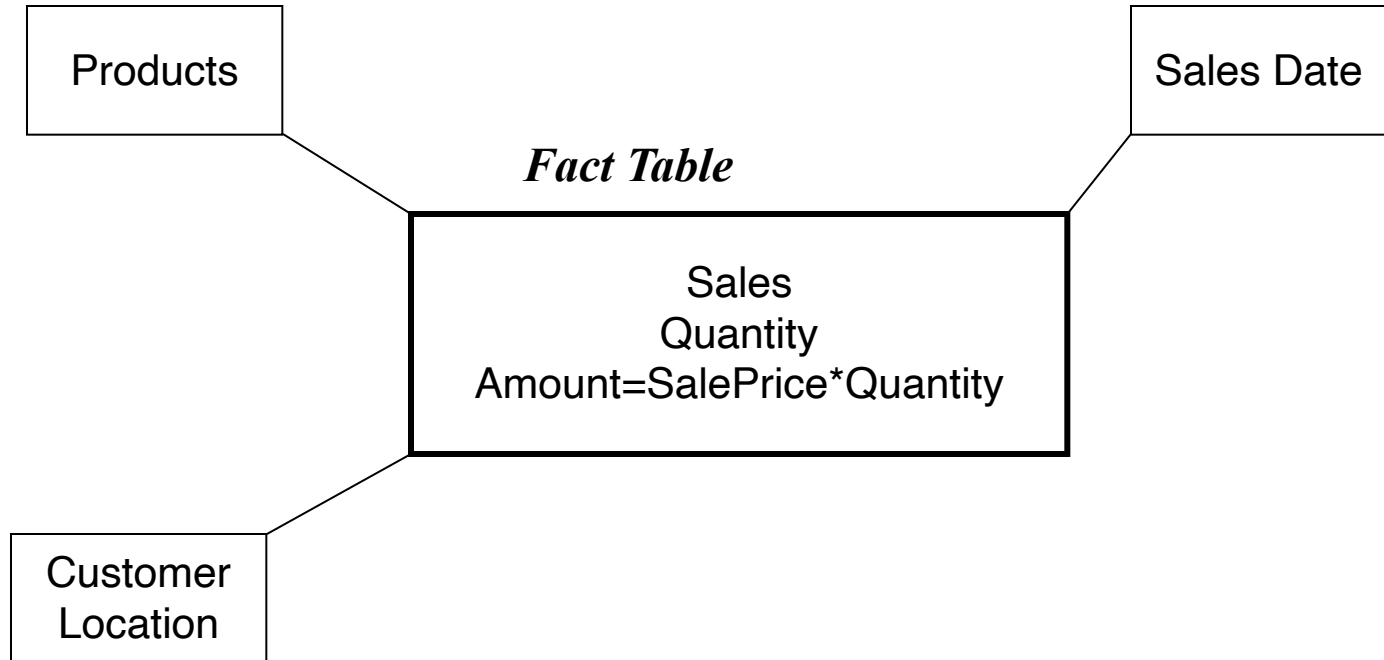 Products
Sales Date
Fact Table
Sales
Quantity
Amount=SalePrice*Quantity
Customer
Location